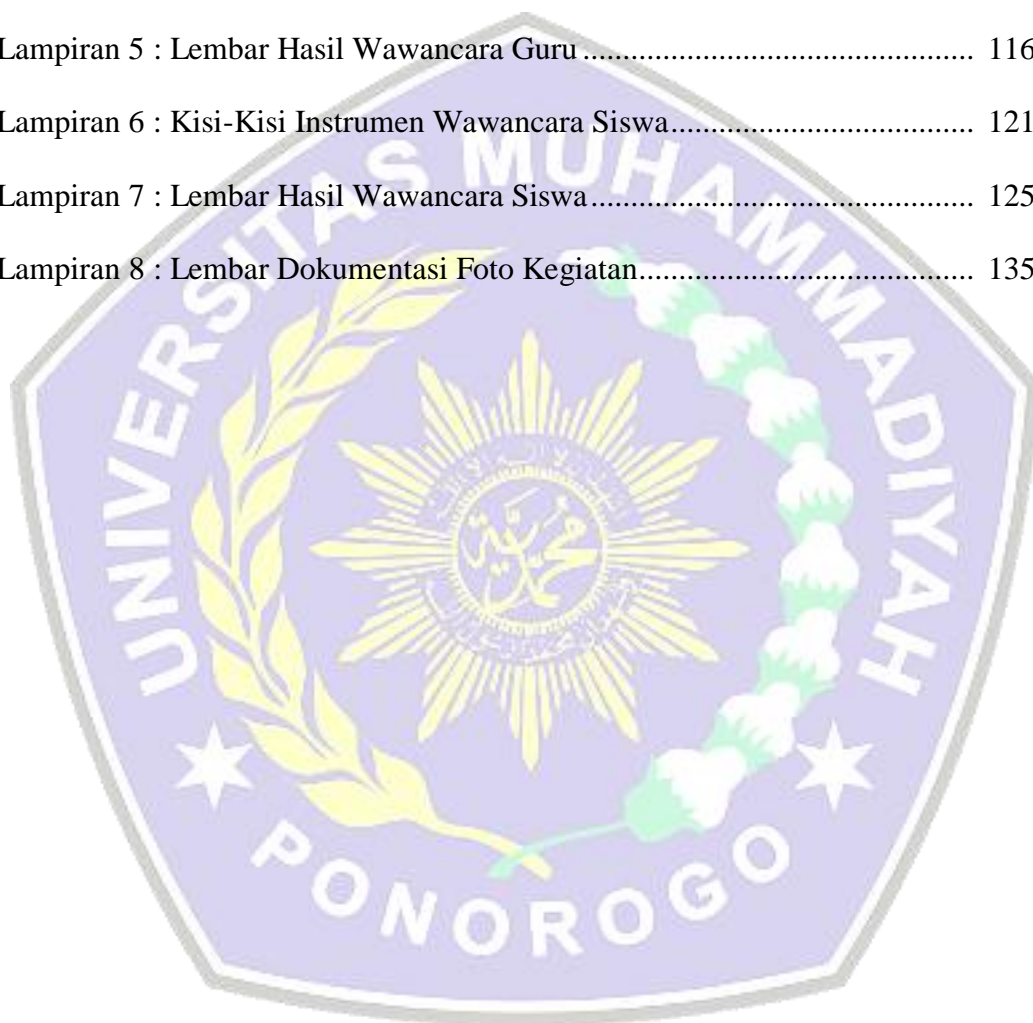 Lampiran 5 : Lembar Hasil Wawancara Guru ............................................. 116
Lampiran 6 : Kisi-Kisi Instrumen Wawancara Siswa................................... 121
Lampiran 7 : Lembar Hasil Wawancara Siswa............................................ 125
Lampiran 8 : Lembar Dokumentasi Foto Kegiatan....................................... 135
UNIVERSITAS MUHAMMADIYAH
محمدية
PONOROGO